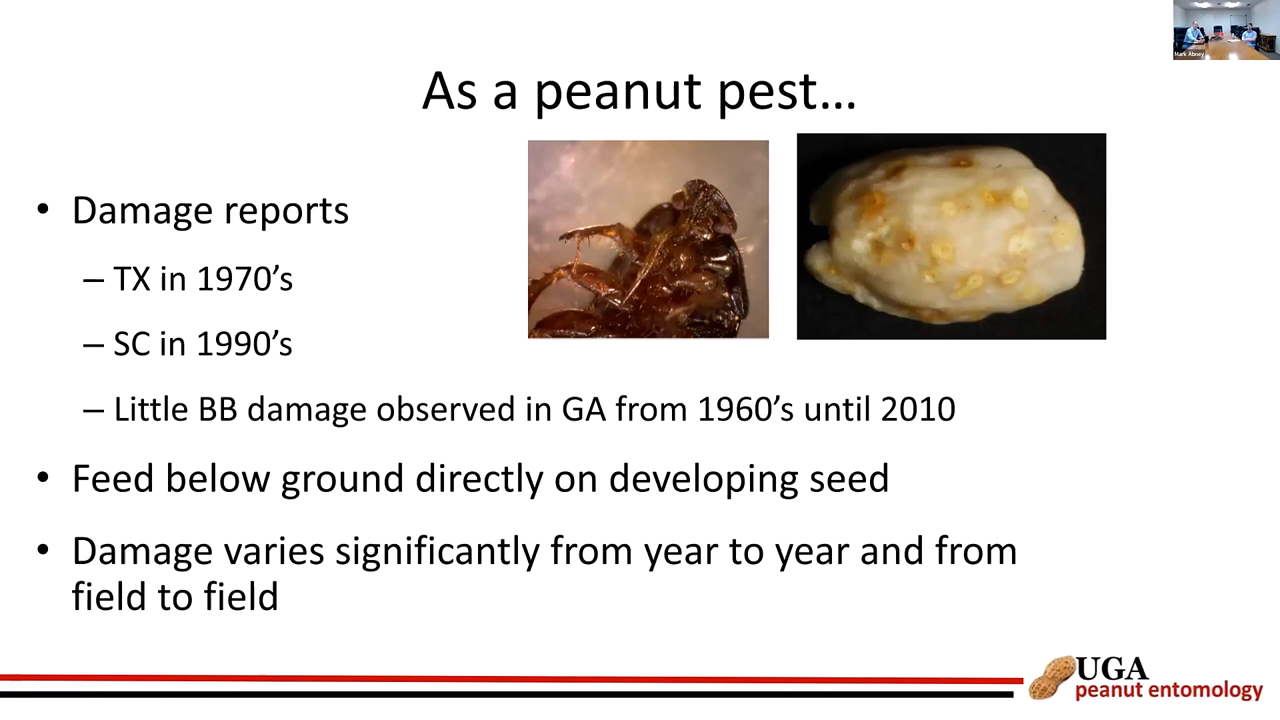 Mark Abney
As a peanut pest…
• Damage reports
– TX in 1970’s
– SC in 1990’s
– Little BB damage observed in GA from 1960’s until 2010
• Feed below ground directly on developing seed
• Damage varies significantly from year to year and from
field to field
UGA
peanut entomology